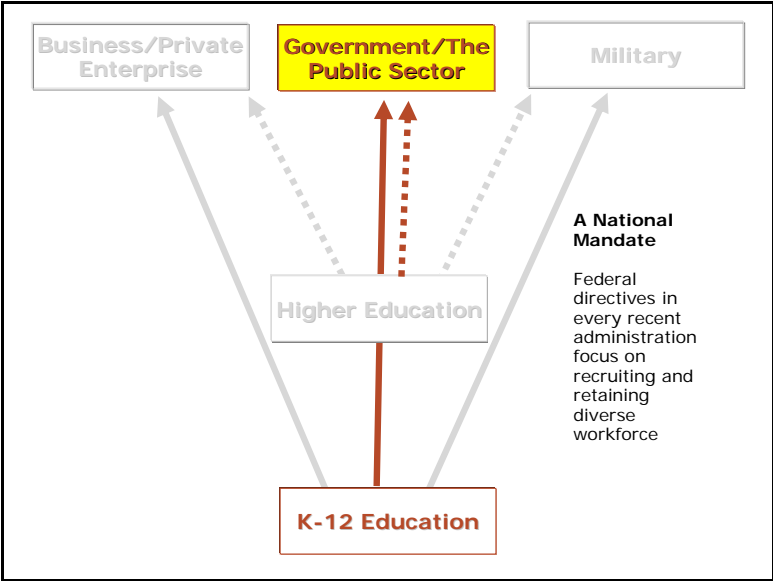 Business/Private
Enterprise
Government/The
Public Sector
Military
Higher Education
A National
Mandate
Federal
directives in
every recent
administration
focus on
recruiting and
retaining
diverse
workforce
K-12 Education